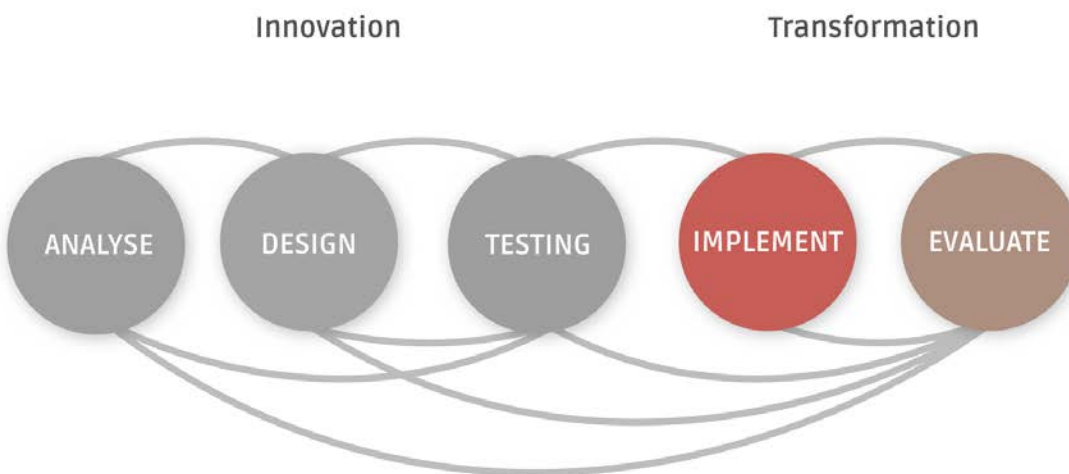 Innovation
Transformation
ANALYSE
DESIGN
TESTING
IMPLEMENT
EVALUATE